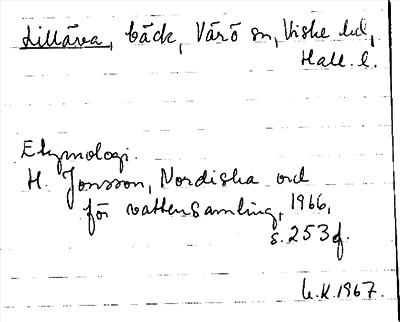 Lillåva, bäck, Värö sn, Viske hd,
Hall. l.
Etymologi.
H. Jonsson, Nordiska ord
för vattensamling, 1966,
s. 253 f.
U.K. 1967.